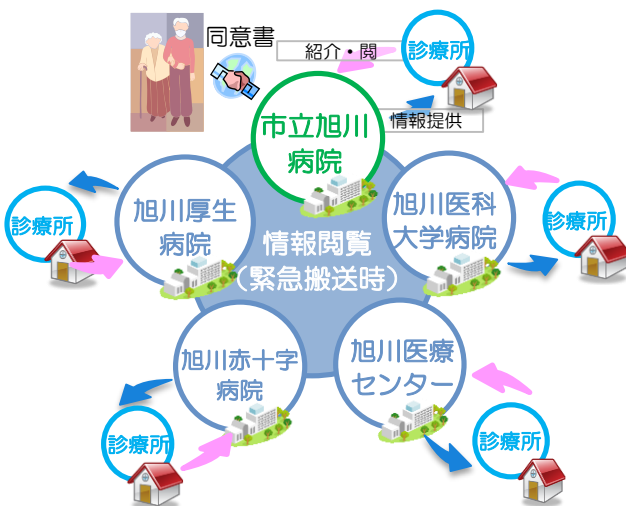 同意書
紹介・閲
診療所
情報提供
市立旭川
病院
旭川厚生
病院
旭川医科
大学病院
診療所
診療所
情報閲覧
(緊急搬送時)
旭川赤十字
病院
旭川医療
センター
診療所
診療所